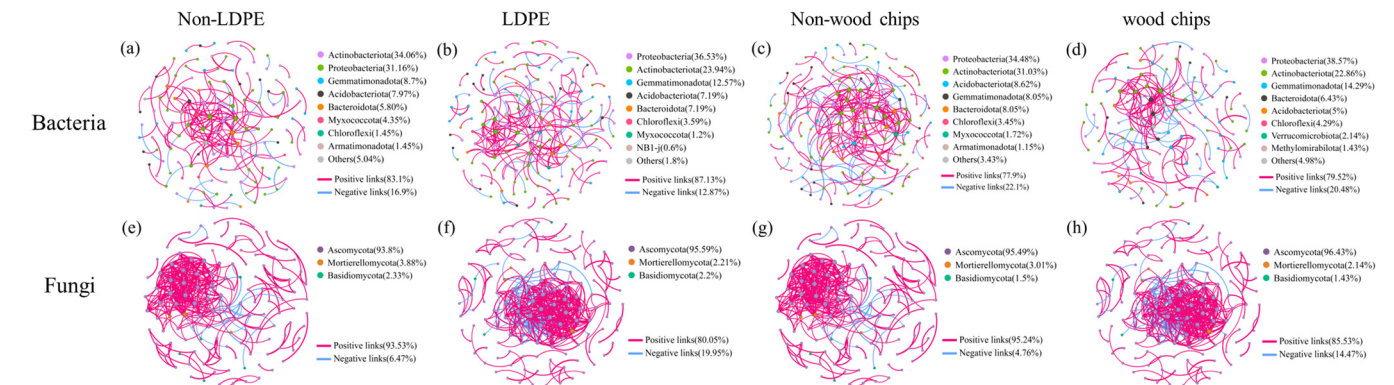 Non-LDPE
LDPE
Non-wood chips
wood chips
Bacteria
(a)
Actinobacteriota(34.06%)
Proteobacteria(31.16%)
Gemmatimonadota(8.7%)
Acidobacteriota(7.97%)
Bacteroidota(5.80%)
Myxococcota(4.35%)
Chloroflexi(1.45%)
Armatimonadota(1.45%)
Others(5.04%)
Positive links(83.1%)
Negative links(16.9%)
(b)
Proteobacteria(36.53%)
Actinobacteriota(23.94%)
Gemmatimonadota(12.57%)
Acidobacteriota(7.19%)
Bacteroidota(7.19%)
Chloroflexi(3.59%)
Myxococcota(1.2%)
NB1-j(0.6%)
Others(1.8%)
Positive links(87.13%)
Negative links(12.87%)
(c)
Proteobacteria(34.48%)
Actinobacteriota(31.03%)
Acidobacteriota(8.62%)
Gemmatimonadota(8.05%)
Bacteroidota(8.05%)
Chloroflexi(3.45%)
Myxococcota(1.72%)
Armatimonadota(1.15%)
Others(3.43%)
Positive links(77.9%)
Negative links(22.1%)
(d)
Proteobacteria(38.57%)
Actinobacteriota(22.86%)
Gemmatimonadota(14.29%)
Bacteroidota(6.43%)
Acidobacteriota(5%)
Chloroflexi(4.29%)
Verrucomicrobiota(2.14%)
Methylomirabilota(1.43%)
Others(4.98%)
Positive links(79.52%)
Negative links(20.48%)
Fungi
(e)
Ascomycota(93.8%)
Mortierellomycota(3.88%)
Basidiomycota(2.33%)
Positive links(93.53%)
Negative links(6.47%)
(f)
Ascomycota(95.59%)
Mortierellomycota(2.21%)
Basidiomycota(2.2%)
Positive links(80.05%)
Negative links(19.95%)
(g)
Ascomycota(95.49%)
Mortierellomycota(3.01%)
Basidiomycota(1.5%)
Positive links(95.24%)
Negative links(4.76%)
(h)
Ascomycota(96.43%)
Mortierellomycota(2.14%)
Basidiomycota(1.43%)
Positive links(85.53%)
Negative links(14.47%)